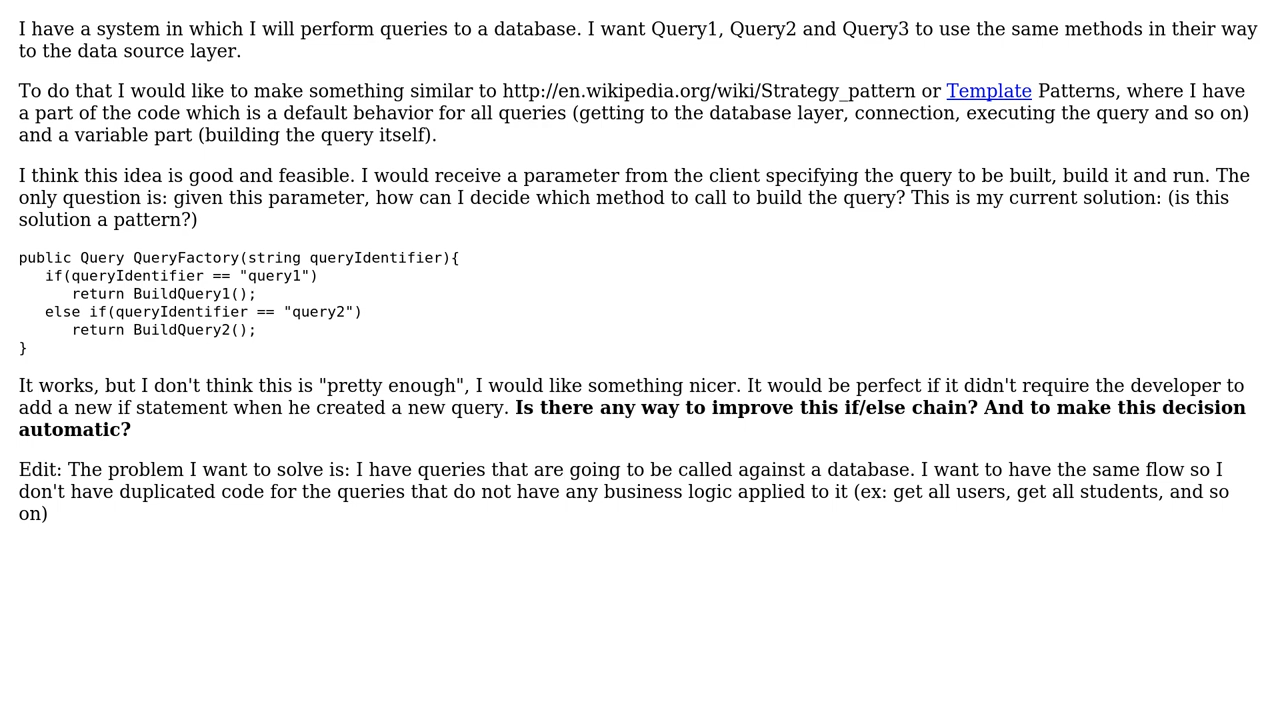 I have a system in which I will perform queries to a database. I want Query1, Query2 and Query3 to use the same methods in their way
to the data source layer.
To do that I would like to make something similar to http://en.wikipedia.org/wiki/Strategy_pattern or Template Patterns, where I have
a part of the code which is a default behavior for all queries (getting to the database layer, connection, executing the query and so on)
and a variable part (building the query itself).
I think this idea is good and feasible. I would receive a parameter from the client specifying the query to be built, build it and run. The
only question is: given this parameter, how can I decide which method to call to build the query? This is my current solution: (is this
solution a pattern?)
public Query QueryFactory(string queryIdentifier){
   if(queryIdentifier == "query1")
      return BuildQuery1();
   else if(queryIdentifier == "query2")
      return BuildQuery2();
}
It works, but I don't think this is "pretty enough", I would like something nicer. It would be perfect if it didn't require the developer to
add a new if statement when he created a new query. Is there any way to improve this if/else chain? And to make this decision
automatic?
Edit: The problem I want to solve is: I have queries that are going to be called against a database. I want to have the same flow so I
don't have duplicated code for the queries that do not have any business logic applied to it (ex: get all users, get all students, and so
on)